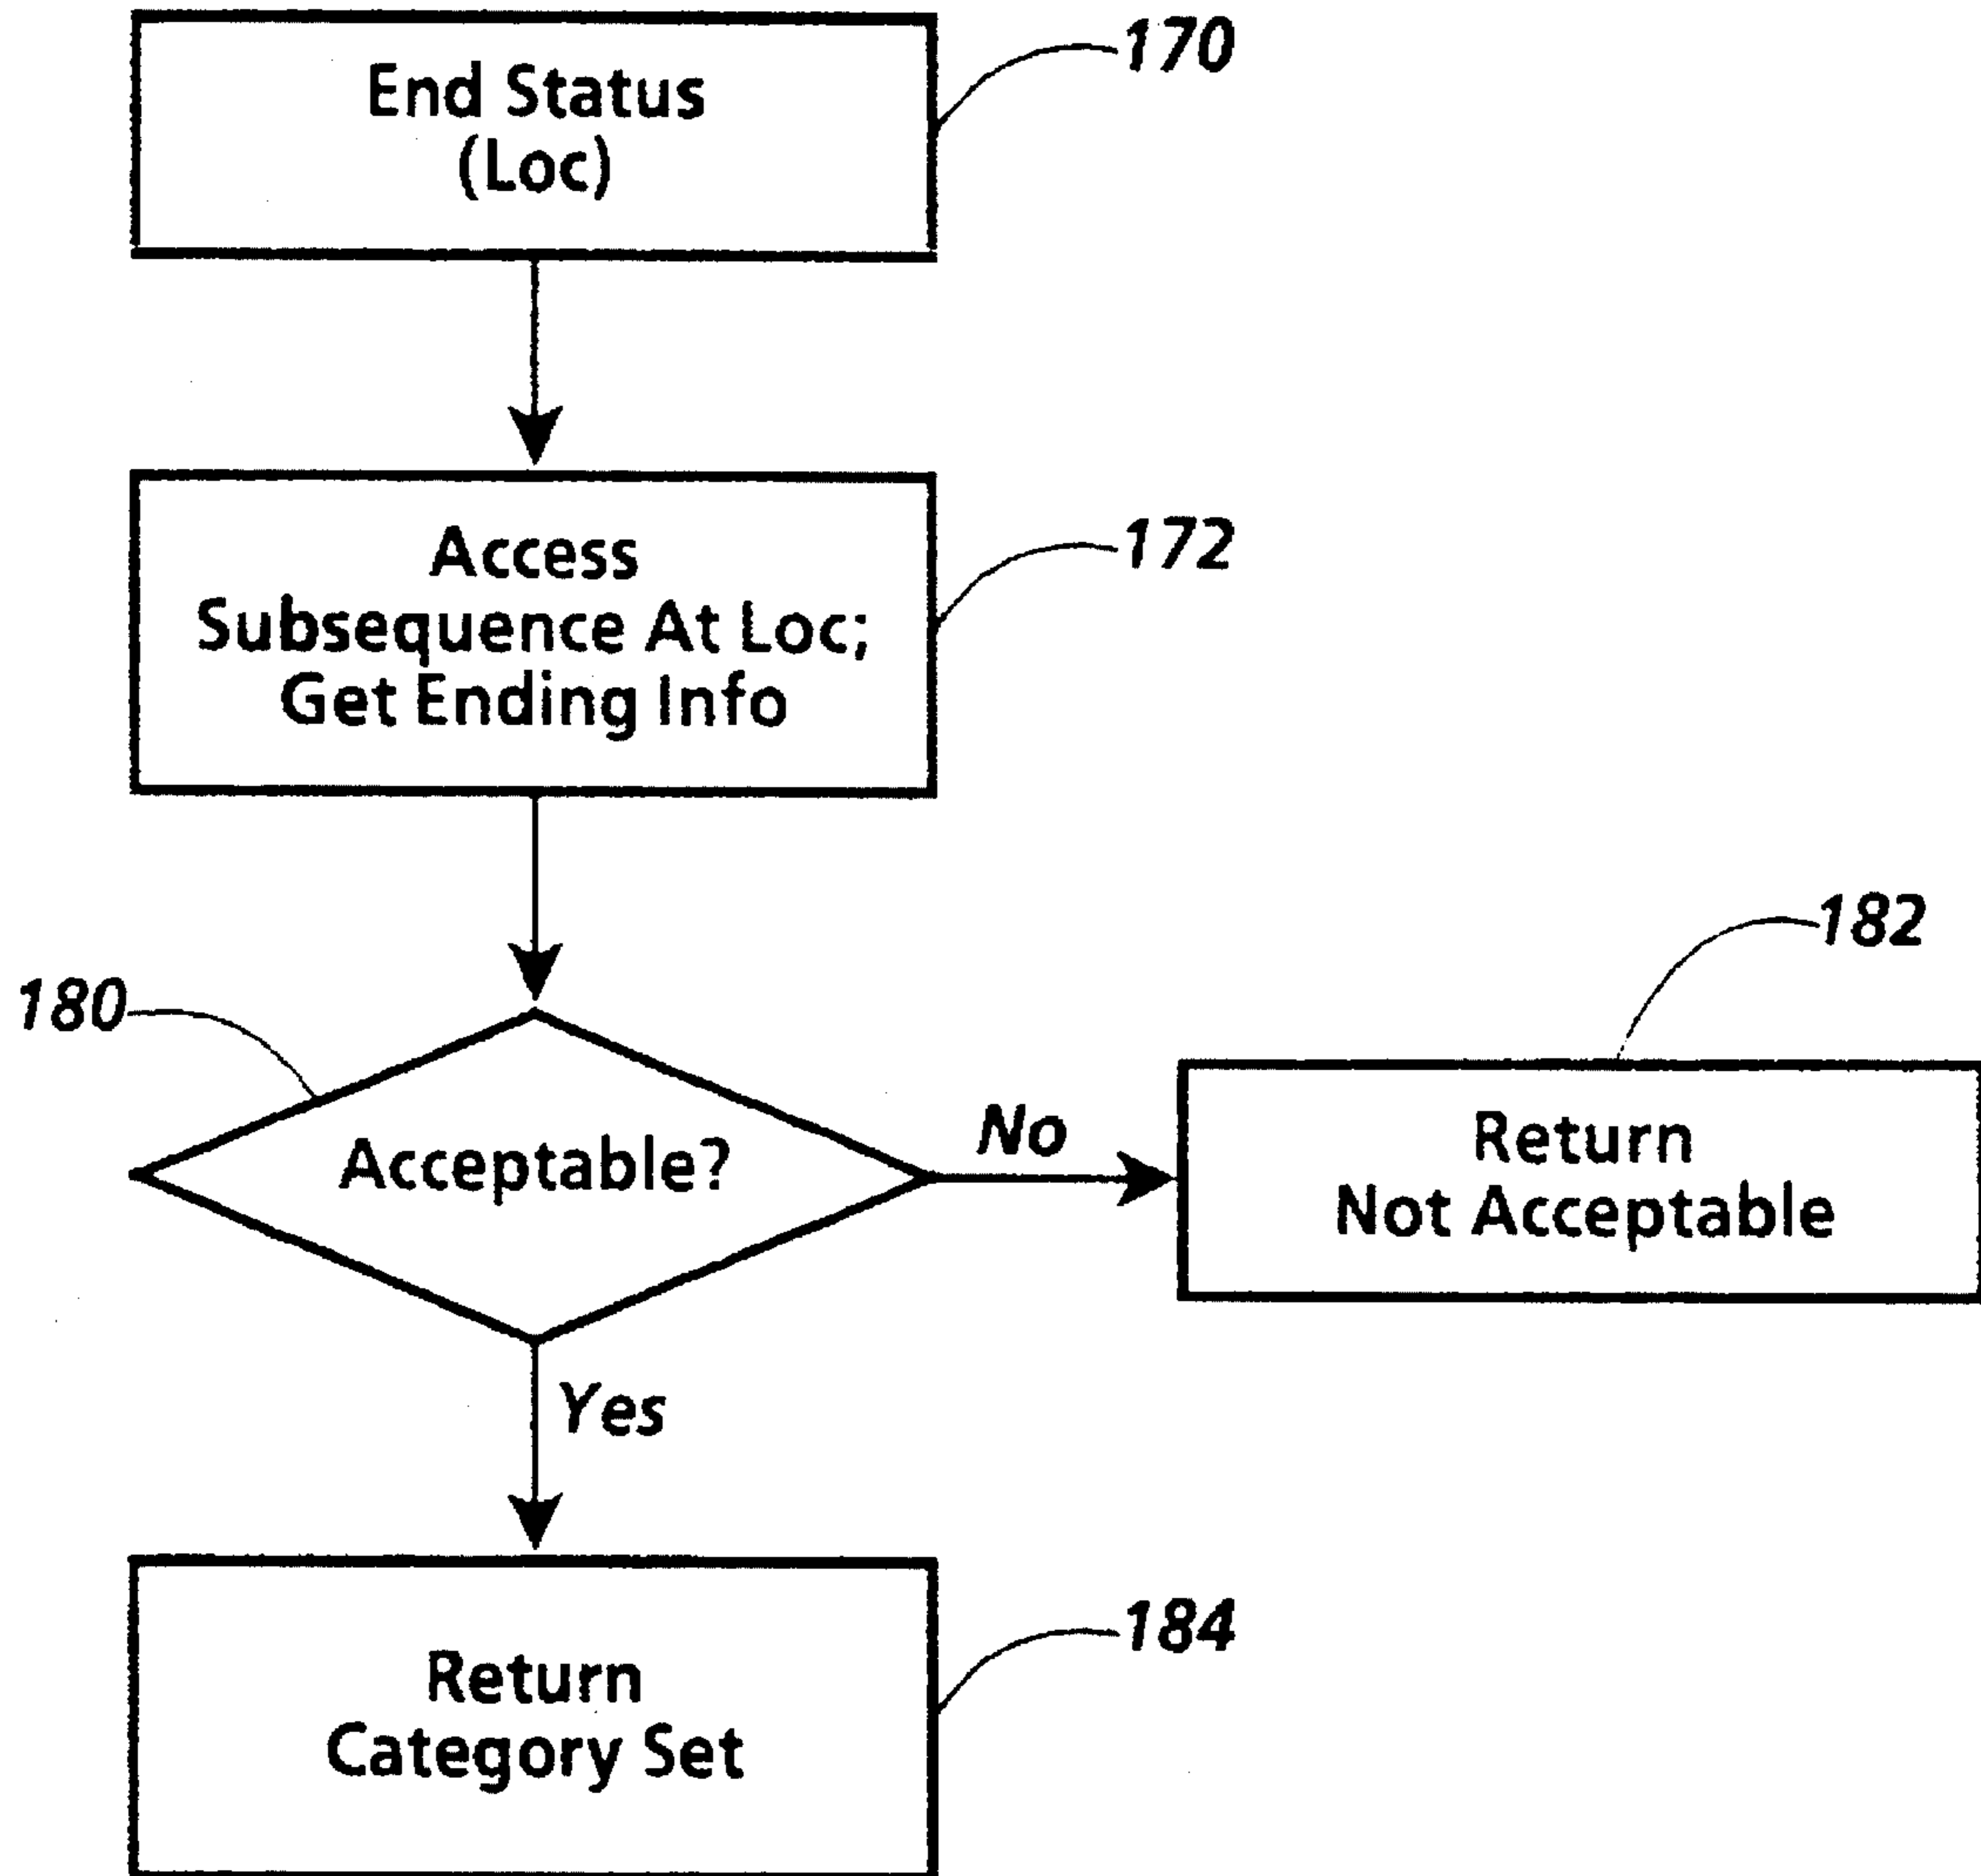 End Status
(Loc)
170
Access
Subsequence At Loc;
Get Ending Info
172
180
Acceptable?
No
182
Return
Not Acceptable
Yes
Return
Category Set
184